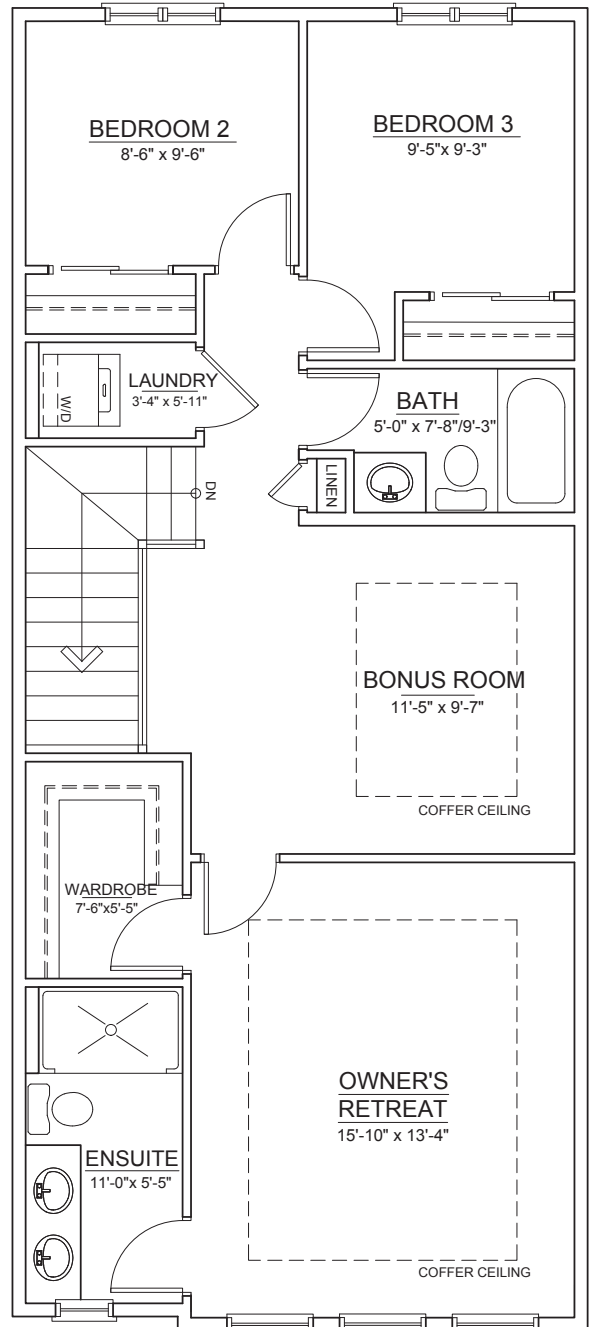 BEDROOM 2
8'-6" x 9'-6"
BEDROOM 3
9'-5"x 9'-3"
LAUNDRY
3'-4" x 5'-11"
W/D
BATH
5'-0" x 7'-8"/9'-3"
LINEN
DN
BONUS ROOM
11'-5" x 9'-7"
COFFER CEILING
WARDROBE
7'-6"x5'-5"
OWNER'S
RETREAT
15'-10" x 13'-4"
ENSUITE
11'-0"x 5'-5"
COFFER CEILING